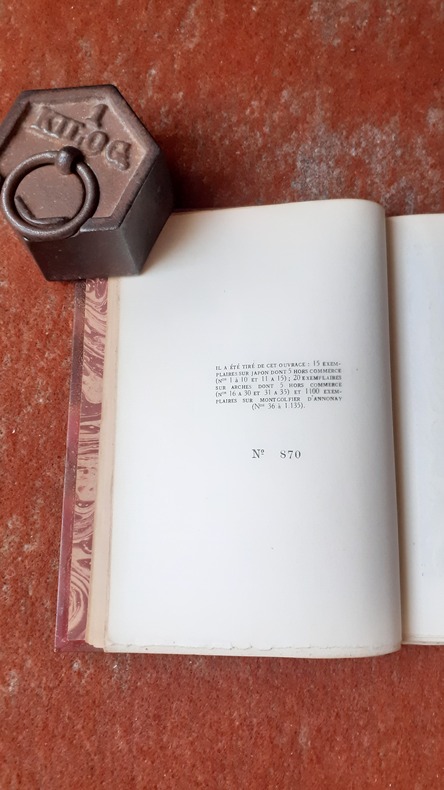 1
KILOG.
IL A ÉTÉ TIRÉ DE CET OUVRAGE : 15 EXEM-
PLAIRES SUR JAPON DONT 5 HORS COMMERCE
(Nos 1 À 10 ET 11 À 15) ; 20 EXEMPLAIRES
SUR ARCHES DONT 5 HORS COMMERCE
(Nos 16 A 30 ET 31 A 35) ET 1100 EXEM-
PLAIRES SUR MONTGOLFIER D'ANNONAY
(Nos 36 à 1.135).
No 870